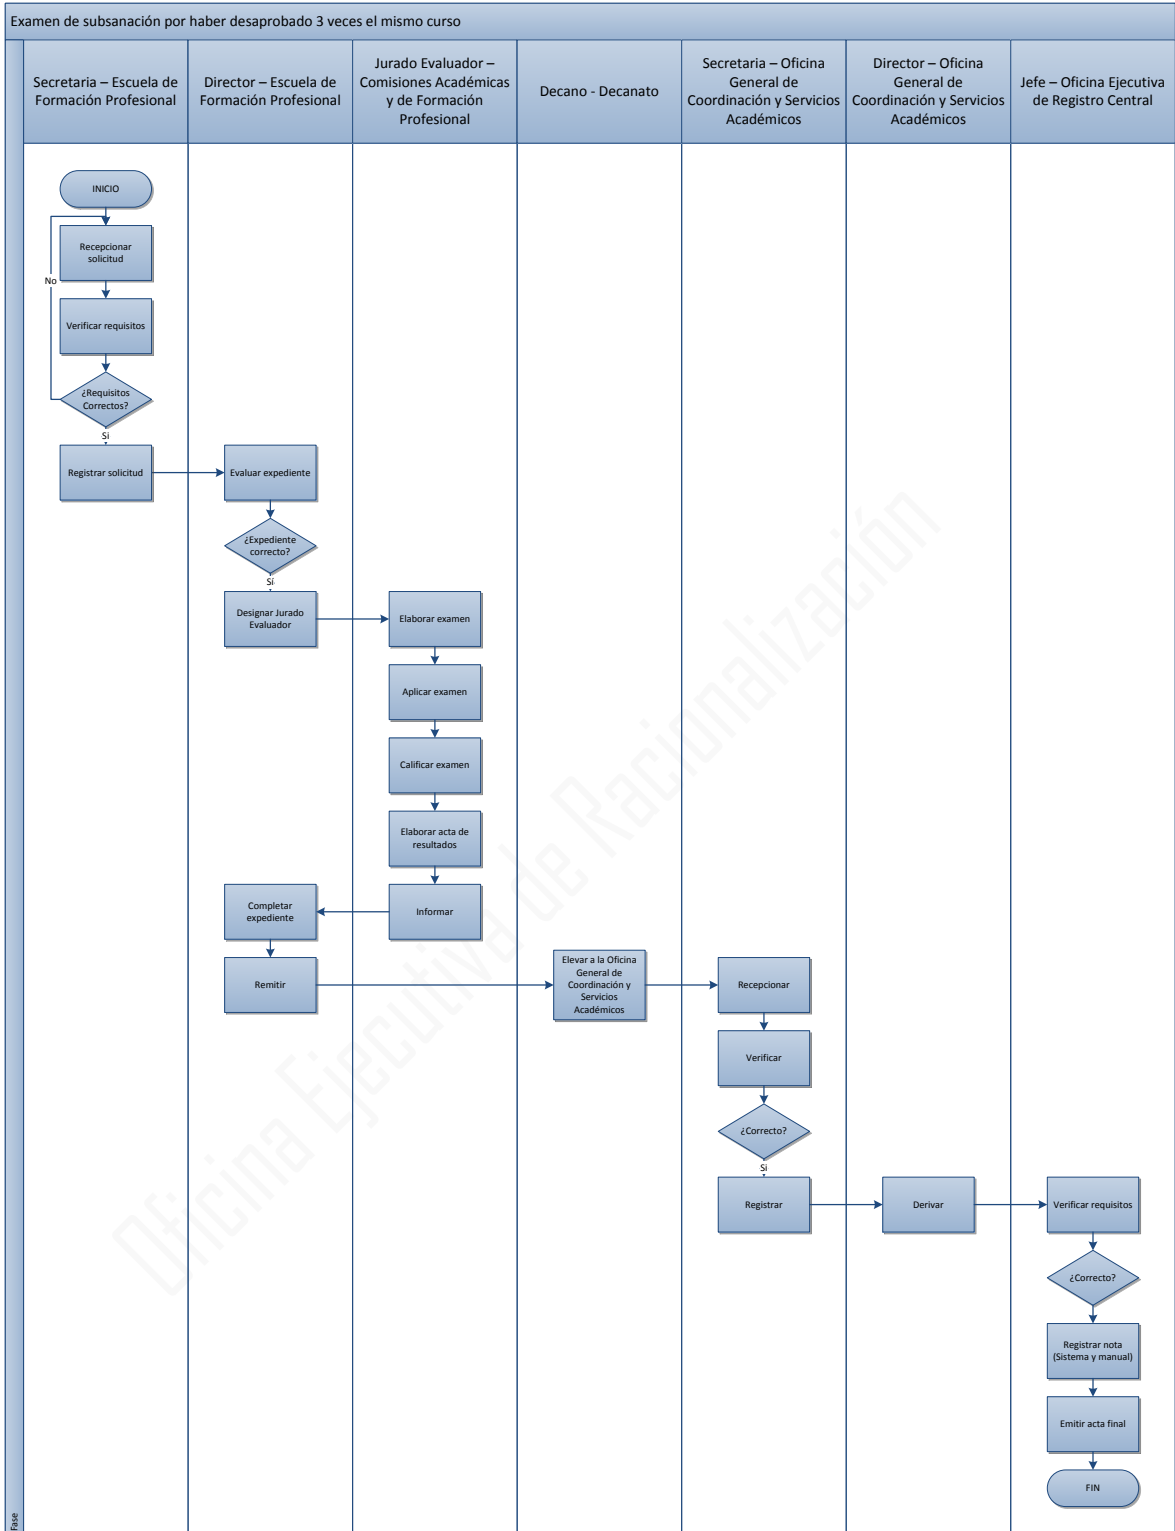 Examen de subsanación por haber desaprobado 3 veces el mismo curso
Secretaria – Escuela de
Formación Profesional
Director – Escuela de
Formación Profesional
Jurado Evaluador –
Comisiones Académicas
y de Formación
Profesional
Decano - Decanato
Secretaria – Oficina
General de
Coordinación y Servicios
Académicos
Director – Oficina
General de
Coordinación y Servicios
Académicos
Jefe – Oficina Ejecutiva
de Registro Central
INICIO
Recepcionar
solicitud
No
Verificar requisitos
¿Requisitos
Correctos?
Si
Registrar solicitud
Evaluar expediente
¿Expediente
correcto?
Sí
Designar Jurado
Evaluador
Elaborar examen
Aplicar examen
Calificar examen
Elaborar acta de
resultados
Informar
Completar
expediente
Remitir
Elevar a la Oficina
General de
Coordinación y
Servicios
Académicos
Recepcionar
Verificar
¿Correcto?
Si
Registrar
Derivar
Verificar requisitos
¿Correcto?
Registrar nota
(Sistema y manual)
Emitir acta final
FIN
Fase
Oficina Ejecutiva de Racionalización